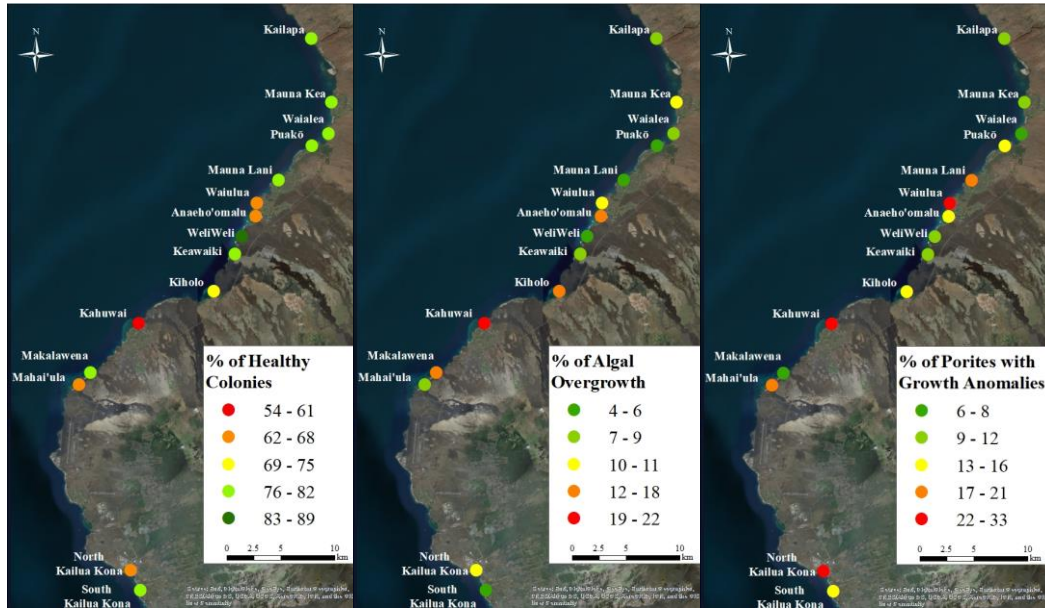 N
Kailapa
Mauna Kea
Waialea
Puakō
Mauna Lani
Waiulua
Anaeho'omalu
WeliWeli
Keawaiki
Kīholo
Kahuwai
Makalawena
Mahai'ula
North
Kailua Kona
South
Kailua Kona
% of Healthy
Colonies
54 - 61
62 - 68
69 - 75
76 - 82
83 - 89
0 2.5 5 10
km
N
Kailapa
Mauna Kea
Waialea
Puakō
Mauna Lani
Waiulua
Anaeho'omalu
WeliWeli
Keawaiki
Kīholo
Kahuwai
Makalawena
Mahai'ula
North
Kailua Kona
South
Kailua Kona
% of Algal
Overgrowth
4 - 6
7 - 9
10 - 11
12 - 18
19 - 22
0 2.5 5 10
km
N
Kailapa
Mauna Kea
Waialea
Puakō
Mauna Lani
Waiulua
Anaeho'omalu
WeliWeli
Keawaiki
Kīholo
Kahuwai
Makalawena
Mahai'ula
North
Kailua Kona
South
Kailua Kona
% of Porites with
Growth Anomalies
6 - 8
9 - 12
13 - 16
17 - 21
22 - 33
0 2.5 5 10
km